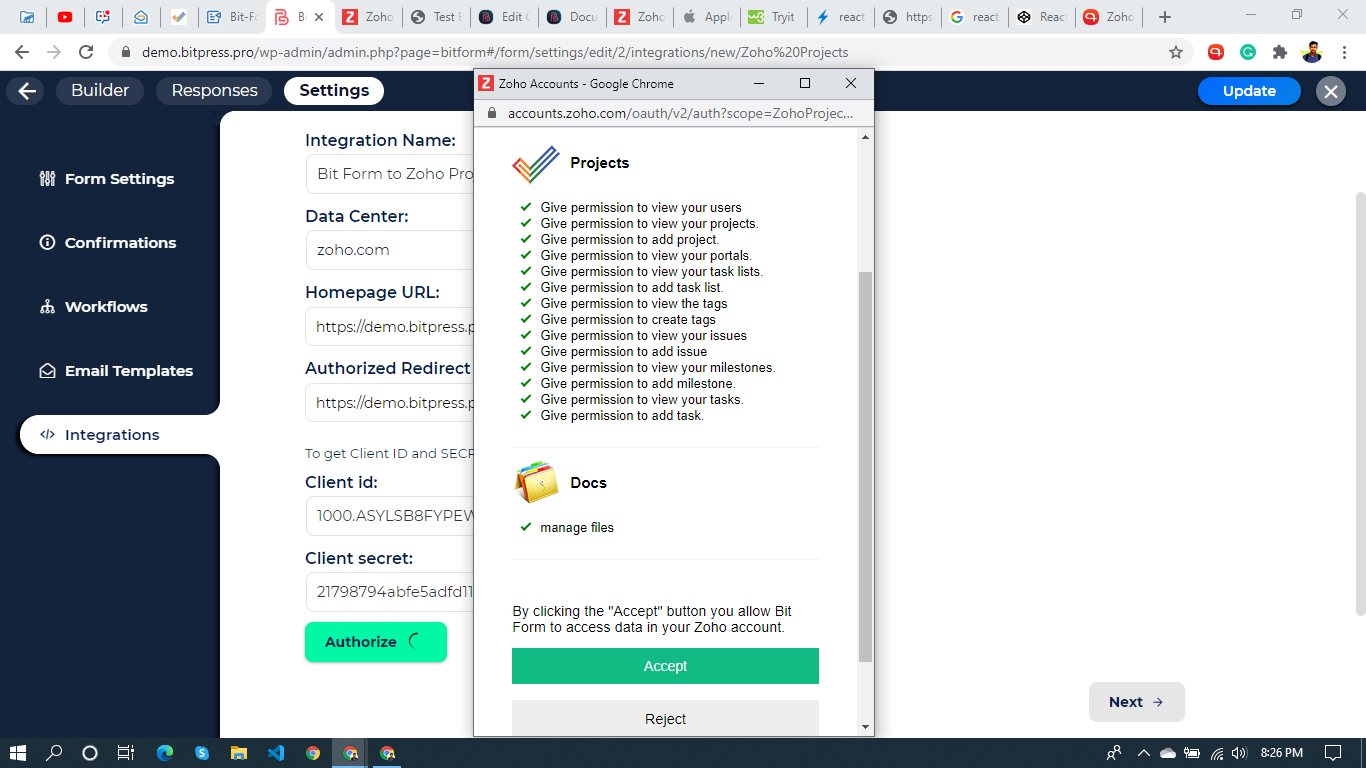 Bit-Fo
B
Zoho
Test E
Edit C
Docu
Zoho
Apple
Tryit
react
https
react
React
Zoho
demo.bitpress.pro/wp-admin/admin.php?page=bitform#/form/settings/edit/2/integrations/new/Zoho%20Projects
Builder
Responses
Settings
Update
Form Settings
Confirmations
Workflows
Email Templates
Integrations
Integration Name:
Bit Form to Zoho Pro
Data Center:
zoho.com
Homepage URL:
https://demo.bitpress.p
Authorized Redirect
https://demo.bitpress.p
To get Client ID and SECR
Client id:
1000.ASYLSB8FYPEW
Client secret:
21798794abfe5adfd11
Authorize
Next
Zoho Accounts - Google Chrome
accounts.zoho.com/oauth/v2/auth?scope=ZohoProjec...
Projects
Give permission to view your users
Give permission to view your projects.
Give permission to add project.
Give permission to view your portals.
Give permission to view your task lists.
Give permission to add task list.
Give permission to view the tags
Give permission to create tags
Give permission to view your issues
Give permission to add issue
Give permission to view your milestones.
Give permission to add milestone.
Give permission to view your tasks.
Give permission to add task.
Docs
manage files
By clicking the "Accept" button you allow Bit
Form to access data in your Zoho account.
Accept
Reject
8:26 PM